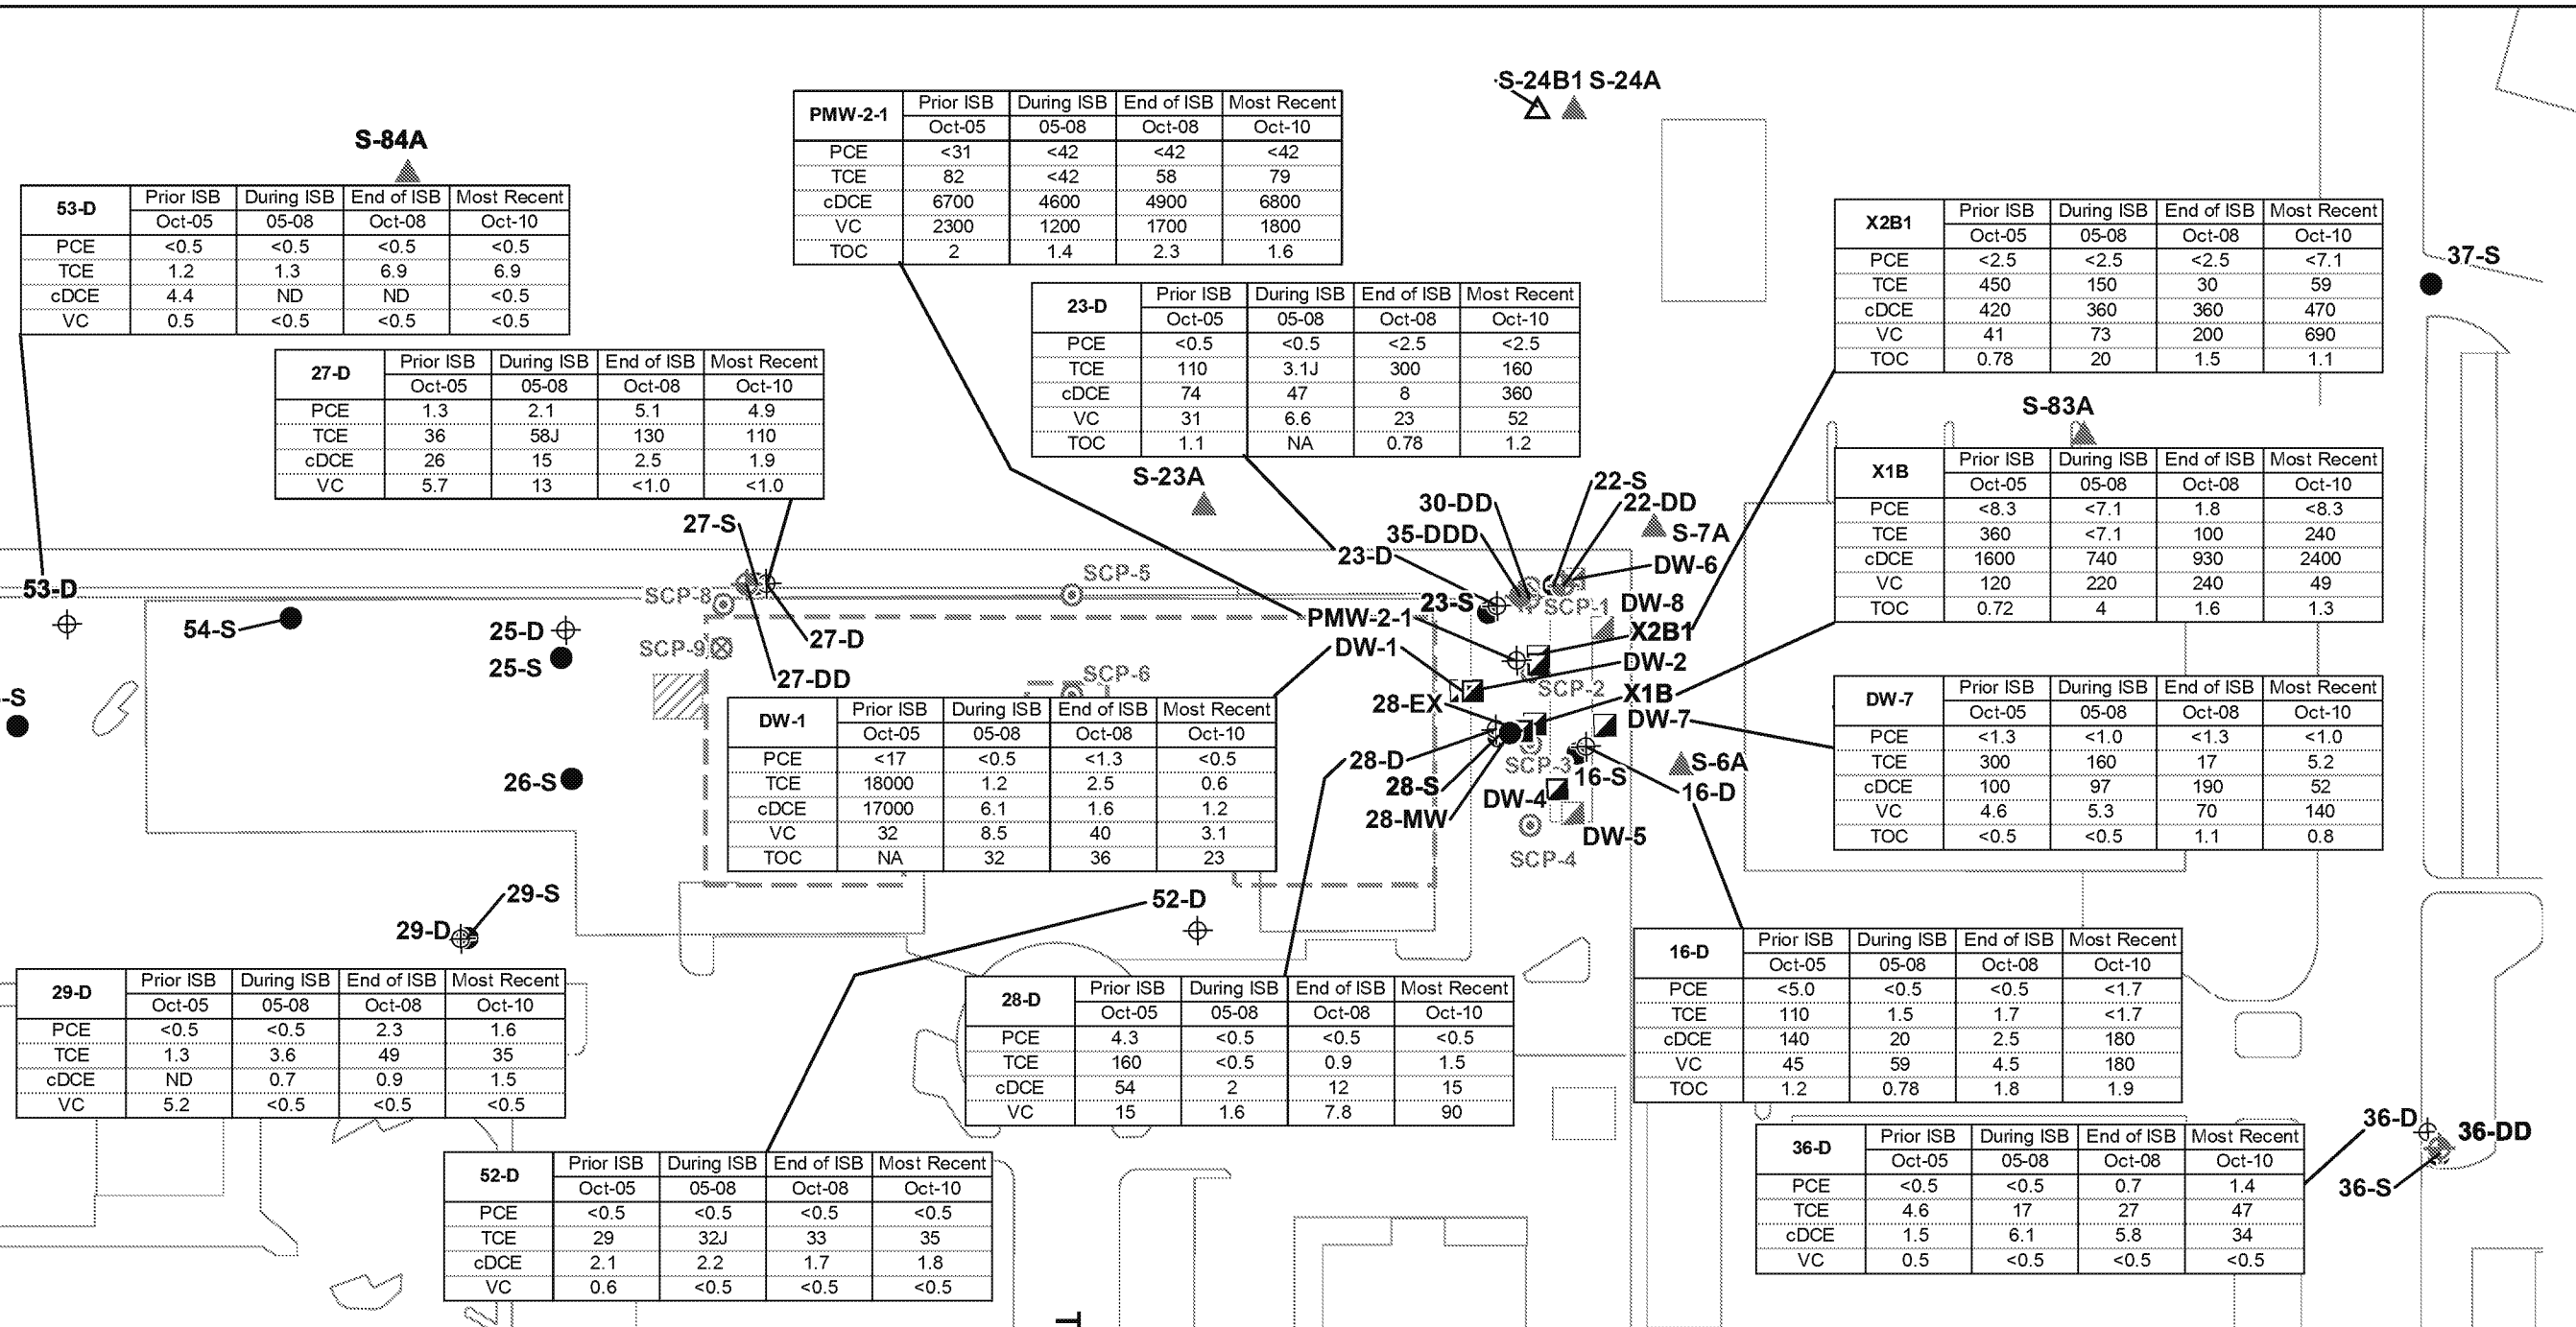 S-24B1 S-24A
S-84A
PMW-2-1 Prior ISB During ISB End of ISB Most Recent
Oct-05 05-08 Oct-08 Oct-10
PCE <31 <42 <42 <42
TCE 82 <42 58 79
cDCE 6700 4600 4900 6800
VC 2300 1200 1700 1800
TOC 2 1.4 2.3 1.6
53-D Prior ISB During ISB End of ISB Most Recent
Oct-05 05-08 Oct-08 Oct-10
PCE <0.5 <0.5 <0.5 <0.5
TCE 1.2 1.3 6.9 6.9
cDCE 4.4 ND ND <0.5
VC 0.5 <0.5 <0.5 <0.5
X2B1 Prior ISB During ISB End of ISB Most Recent
Oct-05 05-08 Oct-08 Oct-10
PCE <2.5 <2.5 <2.5 <7.1
TCE 450 150 30 59
cDCE 420 360 360 470
VC 41 73 200 690
TOC 0.78 20 1.5 1.1
37-S
23-D Prior ISB During ISB End of ISB Most Recent
Oct-05 05-08 Oct-08 Oct-10
PCE <0.5 <0.5 <2.5 <2.5
TCE 110 3.1J 300 160
cDCE 74 47 8 360
VC 31 6.6 23 52
TOC 1.1 NA 0.78 1.2
27-D Prior ISB During ISB End of ISB Most Recent
Oct-05 05-08 Oct-08 Oct-10
PCE 1.3 2.1 5.1 4.9
TCE 36 58J 130 110
cDCE 26 15 2.5 1.9
VC 5.7 13 <1.0 <1.0
S-83A
X1B Prior ISB During ISB End of ISB Most Recent
Oct-05 05-08 Oct-08 Oct-10
PCE <8.3 <7.1 1.8 <8.3
TCE 360 <7.1 100 240
cDCE 1600 740 930 2400
VC 120 220 240 49
TOC 0.72 4 1.6 1.3
S-23A
22-S
30-DD
22-DD
27-S
35-DDD
S-7A
23-D
DW-6
SCP-5
53-D
SCP-8
23-S
SCP-1
DW-8
54-S
25-D
27-D
PMW-2-1
X2B1
SCP-9
DW-1
DW-2
25-S
27-DD
SCP-6
SCP-2
X1B
-S
28-EX
DW-7
DW-7 Prior ISB During ISB End of ISB Most Recent
Oct-05 05-08 Oct-08 Oct-10
PCE <1.3 <1.0 <1.3 <1.0
TCE 300 160 17 5.2
cDCE 100 97 190 52
VC 4.6 5.3 70 140
TOC <0.5 <0.5 1.1 0.8
DW-1 Prior ISB During ISB End of ISB Most Recent
Oct-05 05-08 Oct-08 Oct-10
PCE <17 <0.5 <1.3 <0.5
TCE 18000 1.2 2.5 0.6
cDCE 17000 6.1 1.6 1.2
VC 32 8.5 40 3.1
TOC NA 32 36 23
28-D
SCP-3
S-6A
16-S
26-S
28-S
DW-4
16-D
28-MW
DW-5
SCP-4
29-S
52-D
29-D
16-D Prior ISB During ISB End of ISB Most Recent
Oct-05 05-08 Oct-08 Oct-10
PCE <5.0 <0.5 <0.5 <1.7
TCE 110 1.5 1.7 <1.7
cDCE 140 20 2.5 180
VC 45 59 4.5 180
TOC 1.2 0.78 1.8 1.9
29-D Prior ISB During ISB End of ISB Most Recent
Oct-05 05-08 Oct-08 Oct-10
PCE <0.5 <0.5 2.3 1.6
TCE 1.3 3.6 49 35
cDCE ND 0.7 0.9 1.5
VC 5.2 <0.5 <0.5 <0.5
28-D Prior ISB During ISB End of ISB Most Recent
Oct-05 05-08 Oct-08 Oct-10
PCE 4.3 <0.5 <0.5 <0.5
TCE 160 <0.5 0.9 1.5
cDCE 54 2 12 15
VC 15 1.6 7.8 90
36-D
36-DD
36-S
36-D Prior ISB During ISB End of ISB Most Recent
Oct-05 05-08 Oct-08 Oct-10
PCE <0.5 <0.5 0.7 1.4
TCE 4.6 17 27 47
cDCE 1.5 6.1 5.8 34
VC 0.5 <0.5 <0.5 <0.5
52-D Prior ISB During ISB End of ISB Most Recent
Oct-05 05-08 Oct-08 Oct-10
PCE <0.5 <0.5 <0.5 <0.5
TCE 29 32J 33 35
cDCE 2.1 2.2 1.7 1.8
VC 0.6 <0.5 <0.5 <0.5